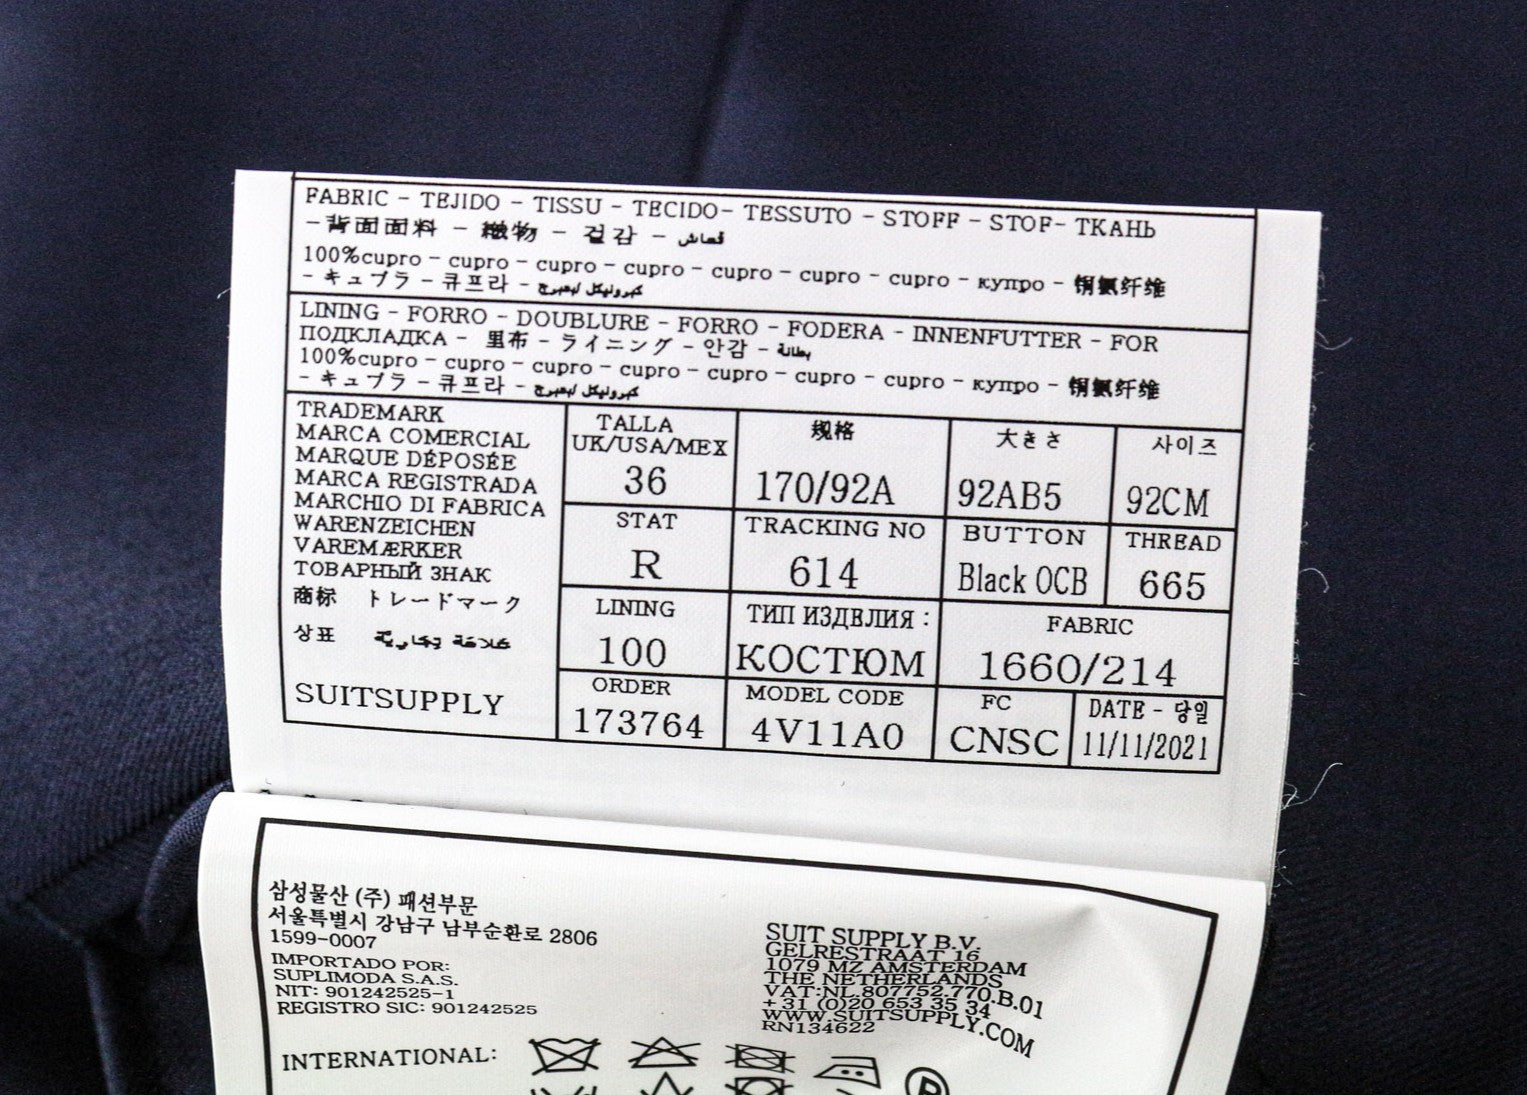 FABRIC - TEJIDO - TISSU - TECIDO- TESSUTO - STOFF - STOF- ТКАНЬ
-背面面料 - 織物 - 겉감 - قماش
100%cupro - cupro - cupro - cupro - cupro - cupro - cupro - купро - 铜氨纤维
- キュプラ - 큐프라 -
LINING - FORRO - DOUBLURE - FORRO - FODERA - INNENFUTTER - FOR
ПОДКЛАДКА - 里布 - ライニング - 안감 - بطانة
100%cupro - cupro - cupro - cupro - cupro - cupro - cupro - купро - 铜氨纤维
- キュプラ - 큐프라 -
TRADEMARK
MARCA COMERCIAL
MARQUE DÉPOSÉE
MARCA REGISTRADA
MARCHIO DI FABRICA
WARENZEICHEN
VAREMÆRKER
ТОВАРНЫЙ ЗНАК
商标 トレードマーク
상표 علامة تجارية
SUITSUPPLY
TALLA
UK/USA/MEX
36
规格
170/92A
大きさ
92AB5
사이즈
92CM
STAT
R
TRACKING NO
614
BUTTON
Black OCB
THREAD
665
LINING
100
ТИП ИЗДЕЛИЯ :
КОСТЮМ
FABRIC
1660/214
ORDER
173764
MODEL CODE
4V11A0
FC
CNSC
DATE - 당일
11/11/2021
삼성물산 (주) 패션부문
서울특별시 강남구 남부순환로 2806
1599-0007
IMPORTADO POR:
SUPLIMODA S.A.S.
NIT: 901242525-1
REGISTRO SIC: 901242525
SUIT SUPPLY B.V.
GELRESTRAAT 16
1079 MZ AMSTERDAM
THE NETHERLANDS
VAT:NL 807752.770.B.01
+31 (0)20 653 35 34
WWW.SUITSUPPLY.COM
RN134622
INTERNATIONAL:
P